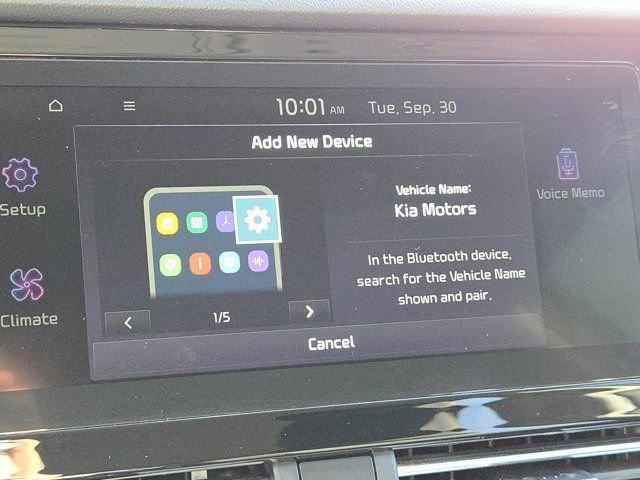 10:01 AM Tue, Sep. 30
Add New Device
Setup
Climate
Vehicle Name:
Kia Motors
In the Bluetooth device,
search for the Vehicle Name
shown and pair.
1/5
Cancel
Voice Memo